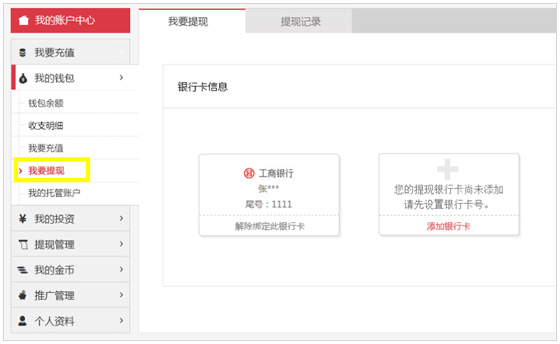 我的账户中心
我要充值
我的钱包
钱包余额
收支明细
我要充值
我要提现
我的托管账户
我的投资
提现管理
我的金币
推广管理
个人资料
我要提现
提现记录
银行卡信息
工商银行
张***
尾号：1111
解除绑定此银行卡
您的提现银行卡尚未添加
请先设置银行卡号。
添加银行卡